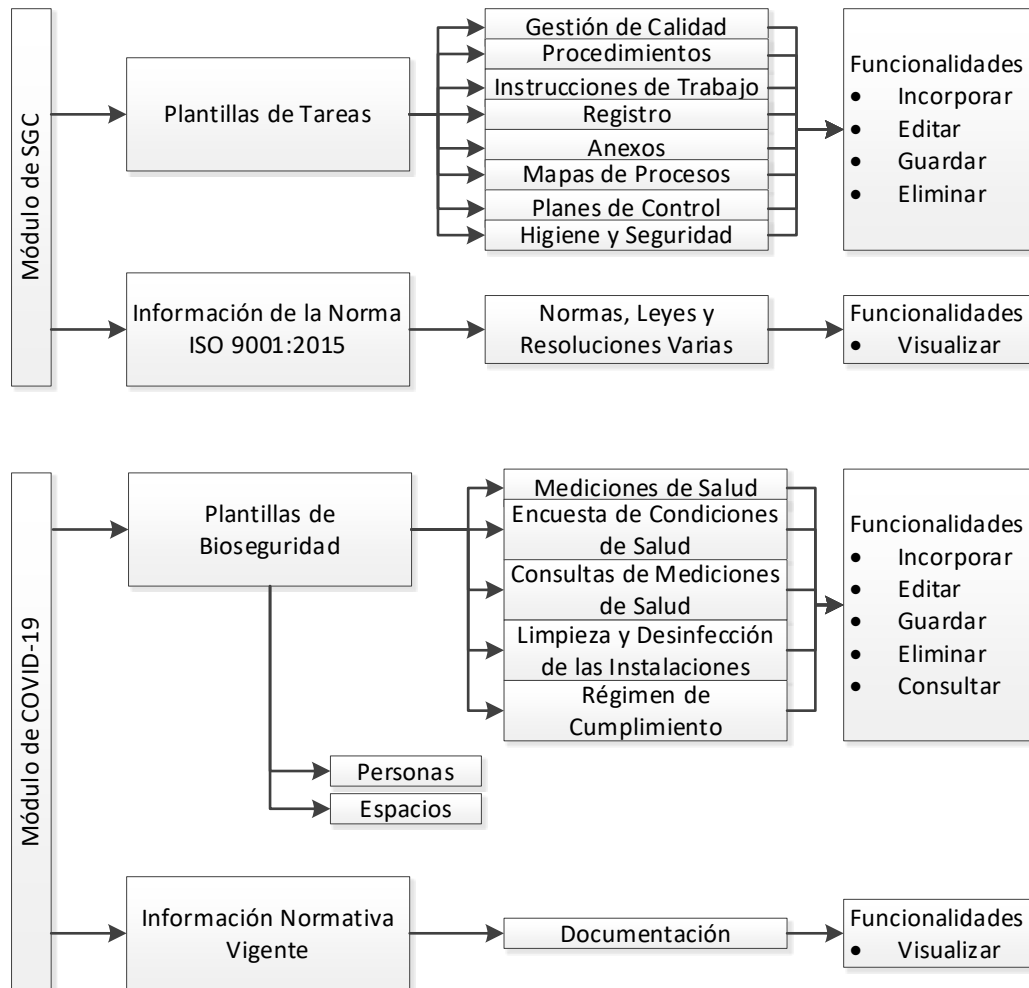 Módulo de SGC
Plantillas de Tareas
Gestión de Calidad
Procedimientos
Instrucciones de Trabajo
Registro
Anexos
Mapas de Procesos
Planes de Control
Higiene y Seguridad
Funcionalidades
• Incorporar
• Editar
• Guardar
• Eliminar
Información de la Norma
ISO 9001:2015
Normas, Leyes y
Resoluciones Varias
Funcionalidades
• Visualizar
Módulo de COVID-19
Plantillas de
Bioseguridad
Mediciones de Salud
Encuesta de Condiciones
de Salud
Consultas de Mediciones
de Salud
Limpieza y Desinfección
de las Instalaciones
Régimen de
Cumplimiento
Funcionalidades
• Incorporar
• Editar
• Guardar
• Eliminar
• Consultar
Personas
Espacios
Información Normativa
Vigente
Documentación
Funcionalidades
• Visualizar